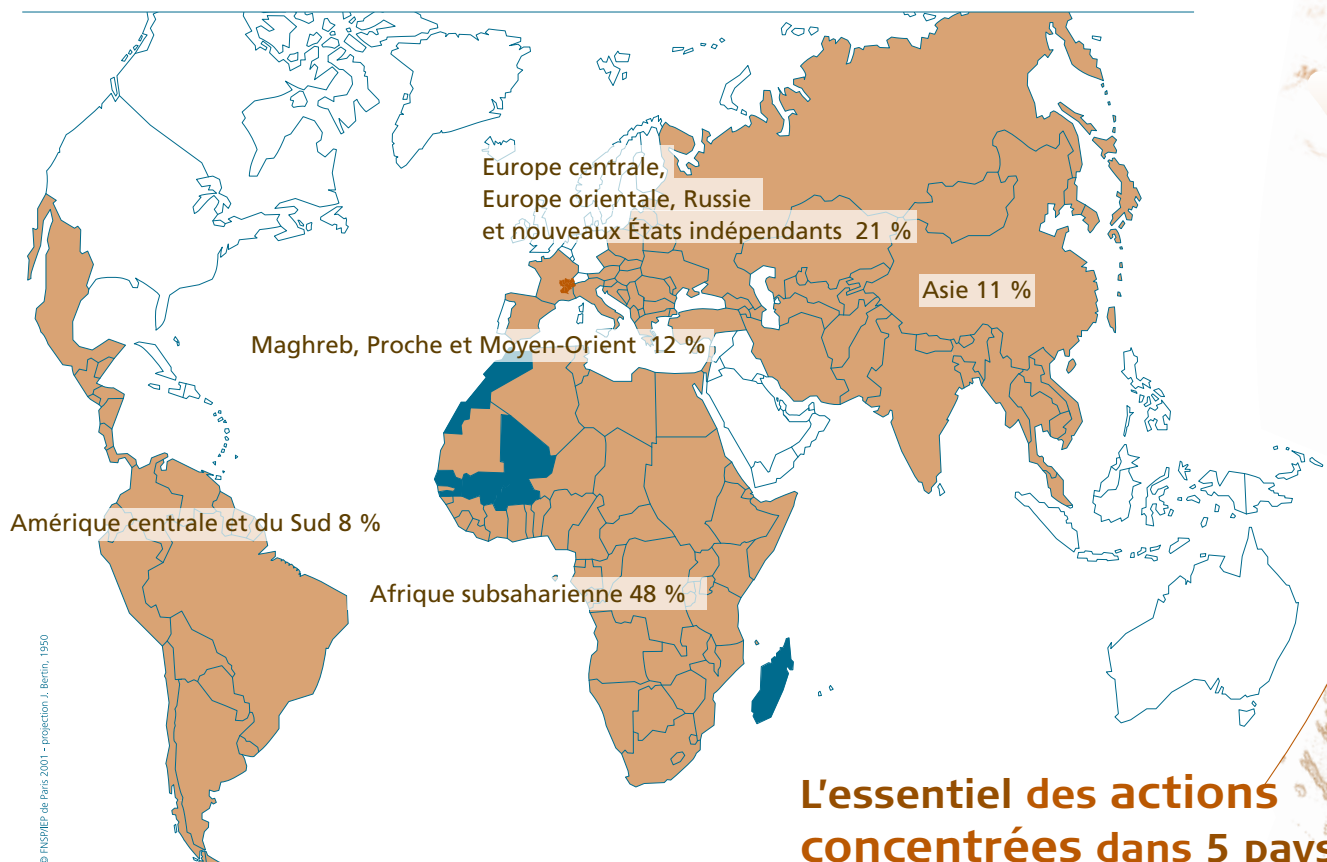 Europe centrale,
Europe orientale, Russie
et nouveaux États indépendants 21 %
Asie 11 %
Maghreb, Proche et Moyen-Orient 12 %
Amérique centrale et du Sud 8 %
Afrique subsaharienne 48 %
© FNSP/IEP de Paris 2001 - projection J. Bertin, 1950
L'essentiel des actions
concentrées dans 5 pays